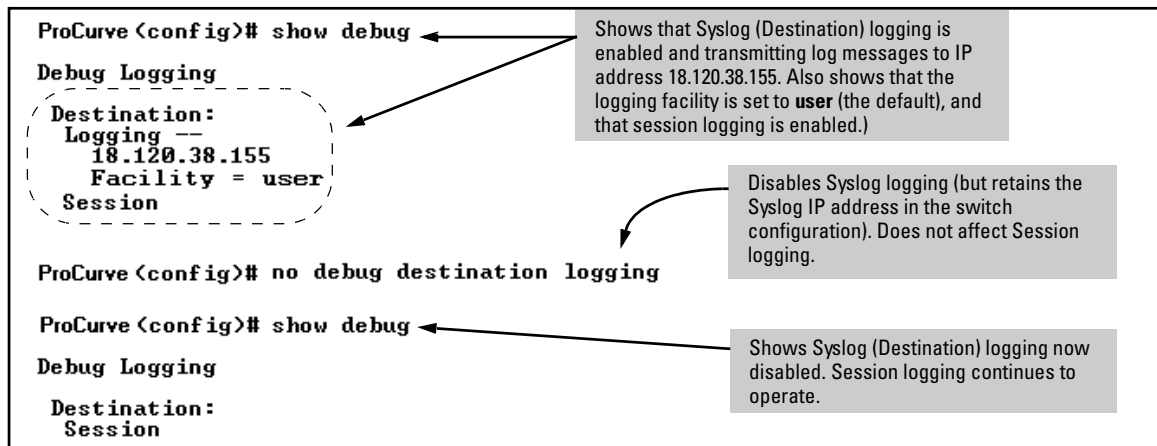 ProCurve <config># show debug
Shows that Syslog (Destination) logging is
enabled and transmitting log messages to IP
address 18.120.38.155. Also shows that the
logging facility is set to user (the default), and
that session logging is enabled.)
Debug Logging
Destination:
Logging --
18.120.38.155
Facility = user
Session
Disables Syslog logging (but retains the
Syslog IP address in the switch
configuration). Does not affect Session
logging.
ProCurve <config># no debug destination logging
ProCurve <config># show debug
Shows Syslog (Destination) logging now
disabled. Session logging continues to
operate.
Debug Logging
Destination:
Session